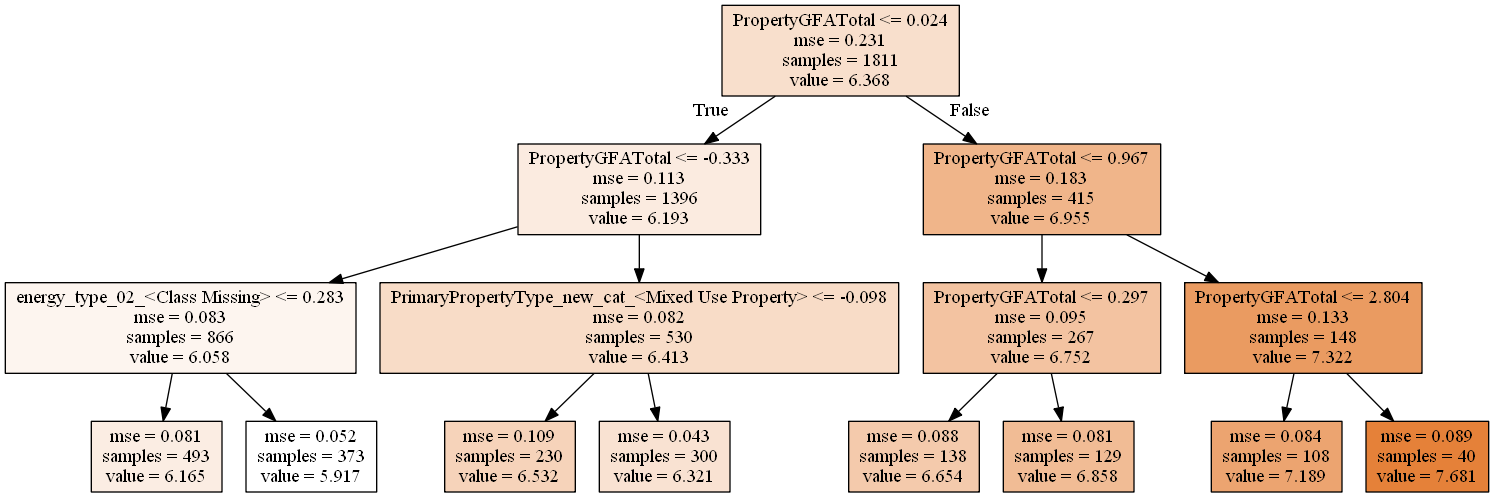 PropertyGFATotal <= 0.024
mse = 0.231
samples = 1811
value = 6.368
True
False
PropertyGFATotal <= -0.333
mse = 0.113
samples = 1396
value = 6.193
PropertyGFATotal <= 0.967
mse = 0.183
samples = 415
value = 6.955
energy_type_02_<Class Missing> <= 0.283
mse = 0.083
samples = 866
value = 6.058
PrimaryPropertyType_new_cat_<Mixed Use Property> <= -0.098
mse = 0.082
samples = 530
value = 6.413
PropertyGFATotal <= 0.297
mse = 0.095
samples = 267
value = 6.752
PropertyGFATotal <= 2.804
mse = 0.133
samples = 148
value = 7.322
mse = 0.081
samples = 493
value = 6.165
mse = 0.052
samples = 373
value = 5.917
mse = 0.109
samples = 230
value = 6.532
mse = 0.043
samples = 300
value = 6.321
mse = 0.088
samples = 138
value = 6.654
mse = 0.081
samples = 129
value = 6.858
mse = 0.084
samples = 108
value = 7.189
mse = 0.089
samples = 40
value = 7.681